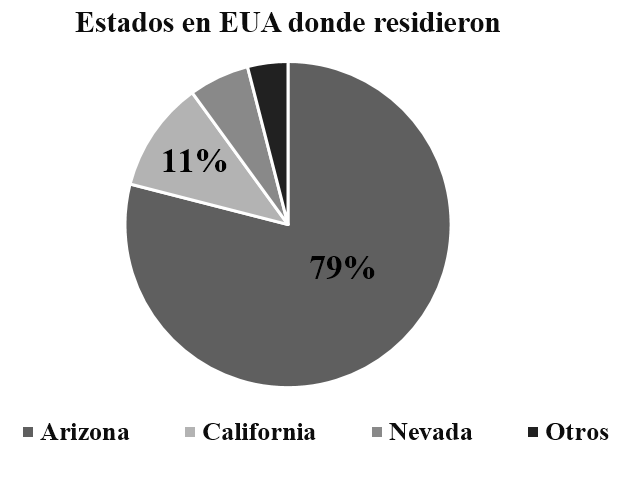 Estados en EUA donde residieron
11%
79%
Arizona California Nevada Otros